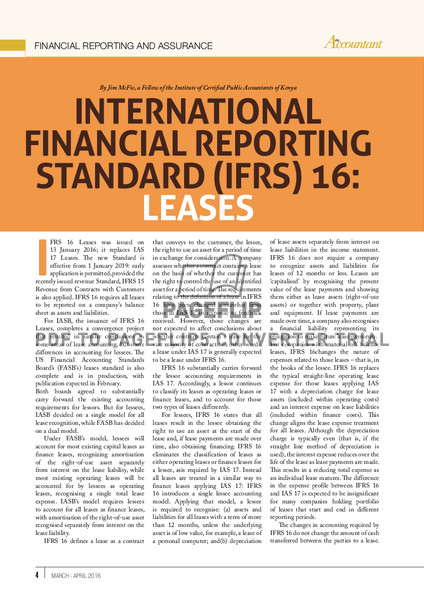 FINANCIAL REPORTING AND ASSURANCE
the Accountant
By Jim McFie, a Fellow of the Institute of Certified Public Accountants of Kenya
INTERNATIONAL
FINANCIAL REPORTING
STANDARD (IFRS) 16:
LEASES
IFRS 16 Leases was issued on
13 January 2016; it replaces IAS
17 Leases. The new Standard is
effective from 1 January 2019: early
application is permitted, provided the
recently issued revenue Standard, IFRS 15
Revenue from Contracts with Customers
is also applied. IFRS 16 requires all leases
to be reported on a company's balance
sheet as assets and liabilities.
For IASB, the issuance of IFRS 16
Leases, completes a convergence project
differences in accounting for leases. The
US Financial Accounting Standards
Board's (FASB's) leases standard is also
complete and is in production, with
publication expected in February.
Both boards agreed to substantially
carry forward the existing accounting
requirements for lessors. But for lessees,
IASB decided on a single model for all
lease recognition, while FASB has decided
on a dual model.
Under FASB's model, lessees will
account for most existing capital leases as
finance leases, recognizing amortisation
of the right-of-use asset separately
from interest on the lease liability, while
most existing operating leases will be
accounted for by lessees as operating
leases, recognising a single total lease
expense. IASB's model requires lessees
to account for all leases as finance leases,
with amortisation of the right-of-use asset
recognised separately from interest on the
lease liability.
IFRS 16 defines a lease as a contract
that conveys to the customer, the lessee,
the right to use an asset for a period of time
in exchange for consideration. A company
assesses whether a contract contains a lease
on the basis of whether the customer has
the right to control the use of an identified
asset for a period of time. The requirements
relating to the definition of a lease in IFRS
received. However, those changes are
not expected to affect conclusions about
a lease under IAS 17 is generally expected
to be a lease under IFRS 16.
IFRS 16 substantially carries forward
the lessor accounting requirements in
IAS 17. Accordingly, a lessor continues
to classify its leases as operating leases or
finance leases, and to account for those
two types of leases differently.
For lessees, IFRS 16 states that all
leases result in the lessee obtaining the
right to use an asset at the start of the
lease and, if lease payments are made over
time, also obtaining financing. IFRS 16
eliminates the classification of leases as
either operating leases or finance leases for
a lessee, asis required by IAS 17. Instead
all leases are treated in a similar way to
finance leases applying IAS 17. IFRS
16 introduces a single lessee accounting
model. Applying that model, a lessee
is required to recognise: (a) assets and
liabilities for all leases with a term of more
than 12 months, unless the underlying
asset is of low value, for example, a lease of
a personal computer; and(b) depreciation
of lease assets separately from interest on
lease liabilities in the income statement.
IFRS 16 does not require a company
to recognize assets and liabilities for
leases of 12 months or less. Leases are
'capitalised' by recognising the present
value of the lease payments and showing
them either as lease assets (right-of-use
assets) or together with property, plant
and equipment. If lease payments are
made over time, a company also recognises
a financial liability representing its
leases, IFRS 16changes the nature of
expenses related to those leases – that is, in
the books of the lessee. IFRS 16 replaces
the typical straight-line operating lease
expense for those leases applying IAS
17 with a depreciation charge for lease
assets (included within operating costs)
and an interest expense on lease liabilities
(included within finance costs). This
change aligns the lease expense treatment
for all leases. Although the depreciation
charge is typically even (that is, if the
straight line method of depreciation is
used), the interest expense reduces over the
life of the lease as lease payments are made.
This results in a reducing total expense as
an individual lease matures. The difference
in the expense profile between IFRS 16
and IAS 17 is expected to be insignificant
for many companies holding portfolio
of leases that start and end in different
reporting periods.
The changes in accounting required by
IFRS 16 do not change the amount of cash
transferred between the parties to a lease.
PAGEFLIP
PDF TO PAGEFLIP CONVERTER TRIAL
4 MARCH - APRIL 2016